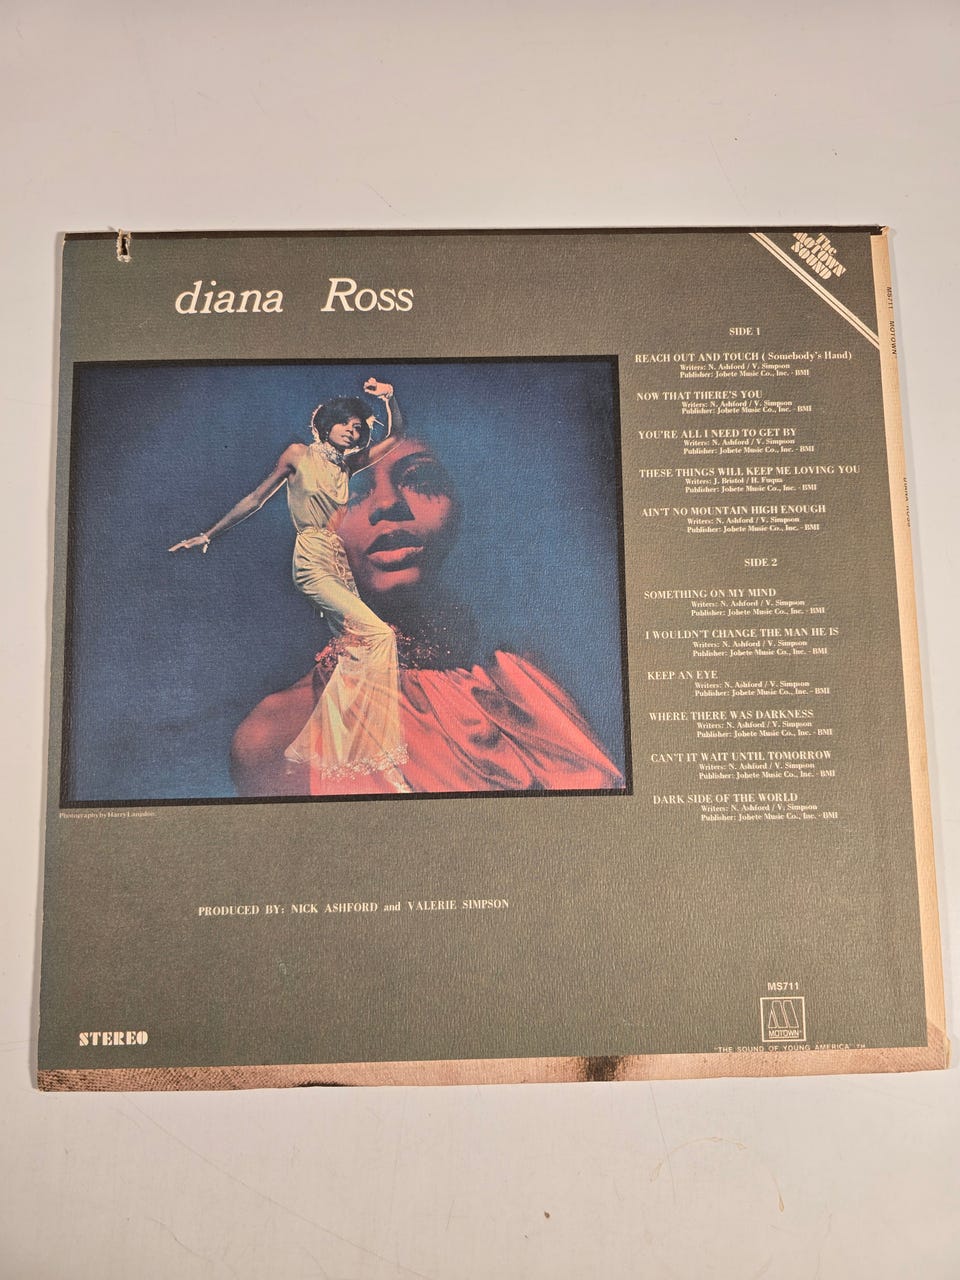 diana Ross
The
MOTOWN
SOUND
MS711 MOTOWN
SIDE 1
REACH OUT AND TOUCH ( Somebody's Hand)
Writers: N. Ashford / V. Simpson
Publisher: Jobete Music Co., Inc. - BMI
NOW THAT THERE'S YOU
Writers: N. Ashford / V. Simpson
Publisher: Jobete Music Co., Inc. - BMI
YOU'RE ALL I NEED TO GET BY
Writers: N. Ashford / V. Simpson
Publisher: Jobete Music Co., Inc. - BMI
THESE THINGS WILL KEEP ME LOVING YOU
Writers: J. Bristol / H. Fuqua
Publisher: Jobete Music Co., Inc. - BMI
AIN'T NO MOUNTAIN HIGH ENOUGH
Writers: N. Ashford / V. Simpson
Publisher: Jobete Music Co., Inc. - BMI
DIANA ROSS
SIDE 2
SOMETHING ON MY MIND
Writers: N. Ashford / V. Simpson
Publisher: Jobete Music Co., Inc. - BMI
I WOULDN'T CHANGE THE MAN HE IS
Writers: N. Ashford / V. Simpson
Publisher: Jobete Music Co., Inc. - BMI
KEEP AN EYE
Writers: N. Ashford / V. Simpson
Publisher: Jobete Music Co., Inc. - BMI
WHERE THERE WAS DARKNESS
Writers: N. Ashford / V. Simpson
Publisher: Jobete Music Co., Inc. - BMI
CAN'T IT WAIT UNTIL TOMORROW
Writers: N. Ashford / V. Simpson
Publisher: Jobete Music Co., Inc. - BMI
DARK SIDE OF THE WORLD
Writers: N. Ashford / V. Simpson
Publisher: Jobete Music Co., Inc. - BMI
Photography by Harry Langdon
PRODUCED BY: NICK ASHFORD and VALERIE SIMPSON
MS711
MOTOWN
STEREO
"THE SOUND OF YOUNG AMERICA" TM